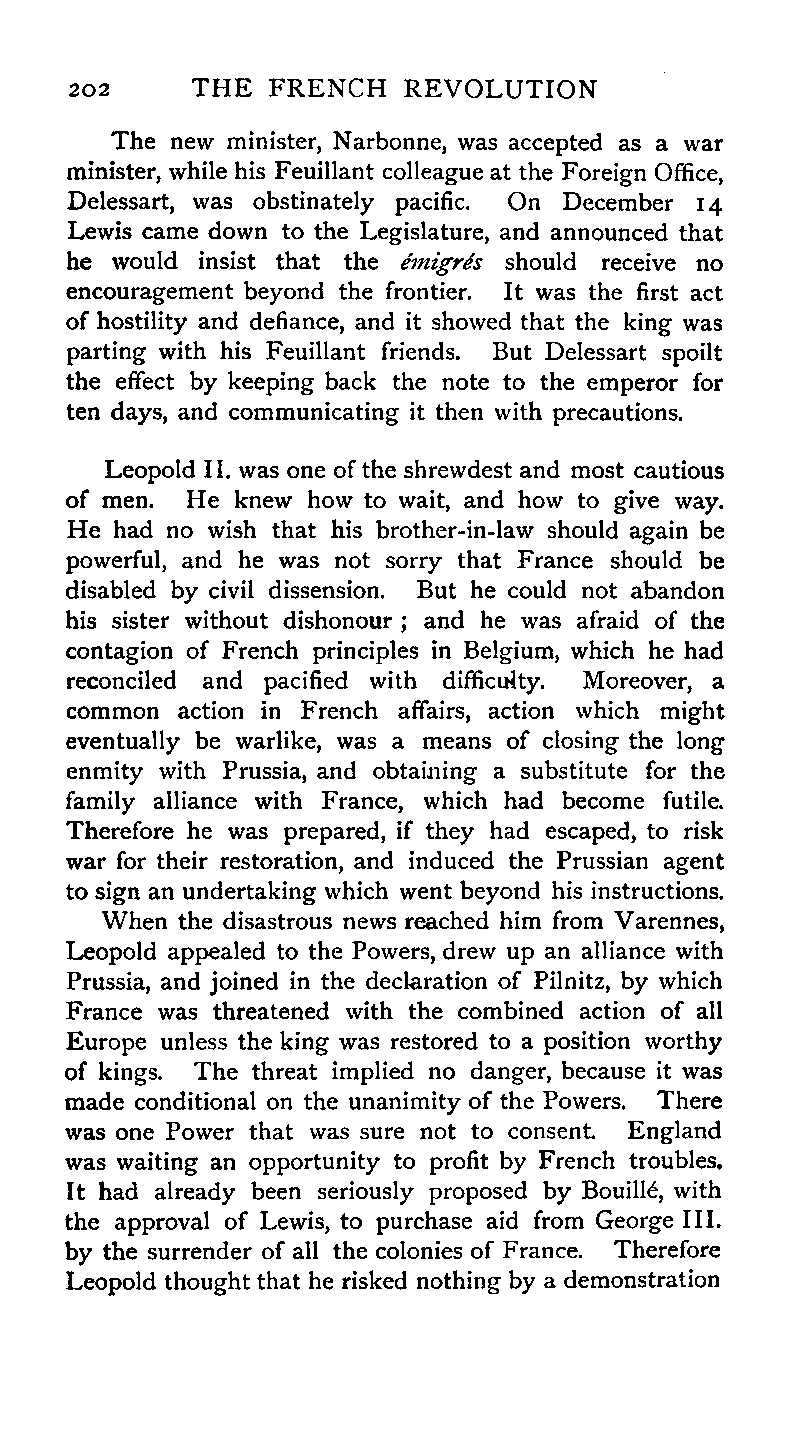 202 THE FRENCH REVOLUTION
The new minister, Narbonne, was accepted as a war
minister, while his Feuillant colleague at the Foreign Office,
Delessart, was obstinately pacific. On December 14
Lewis came down to the Legislature, and announced that
he would insist that the émigrés should receive no
encouragement beyond the frontier. It was the first act
of hostility and defiance, and it showed that the king was
parting with his Feuillant friends. But Delessart spoilt
the effect by keeping back the note to the emperor for
ten days, and communicating it then with precautions.
Leopold II. was one of the shrewdest and most cautious
of men. He knew how to wait, and how to give way.
He had no wish that his brother-in-law should again be
powerful, and he was not sorry that France should be
disabled by civil dissension. But he could not abandon
his sister without dishonour ; and he was afraid of the
contagion of French principles in Belgium, which he had
reconciled and pacified with difficulty. Moreover, a
common action in French affairs, action which might
eventually be warlike, was a means of closing the long
enmity with Prussia, and obtaining a substitute for the
family alliance with France, which had become futile.
Therefore he was prepared, if they had escaped, to risk
war for their restoration, and induced the Prussian agent
to sign an undertaking which went beyond his instructions.
When the disastrous news reached him from Varennes,
Leopold appealed to the Powers, drew up an alliance with
Prussia, and joined in the declaration of Pilnitz, by which
France was threatened with the combined action of all
Europe unless the king was restored to a position worthy
of kings. The threat implied no danger, because it was
made conditional on the unanimity of the Powers. There
was one Power that was sure not to consent. England
was waiting an opportunity to profit by French troubles.
It had already been seriously proposed by Bouillé, with
the approval of Lewis, to purchase aid from George III.
by the surrender of all the colonies of France. Therefore
Leopold thought that he risked nothing by a demonstration